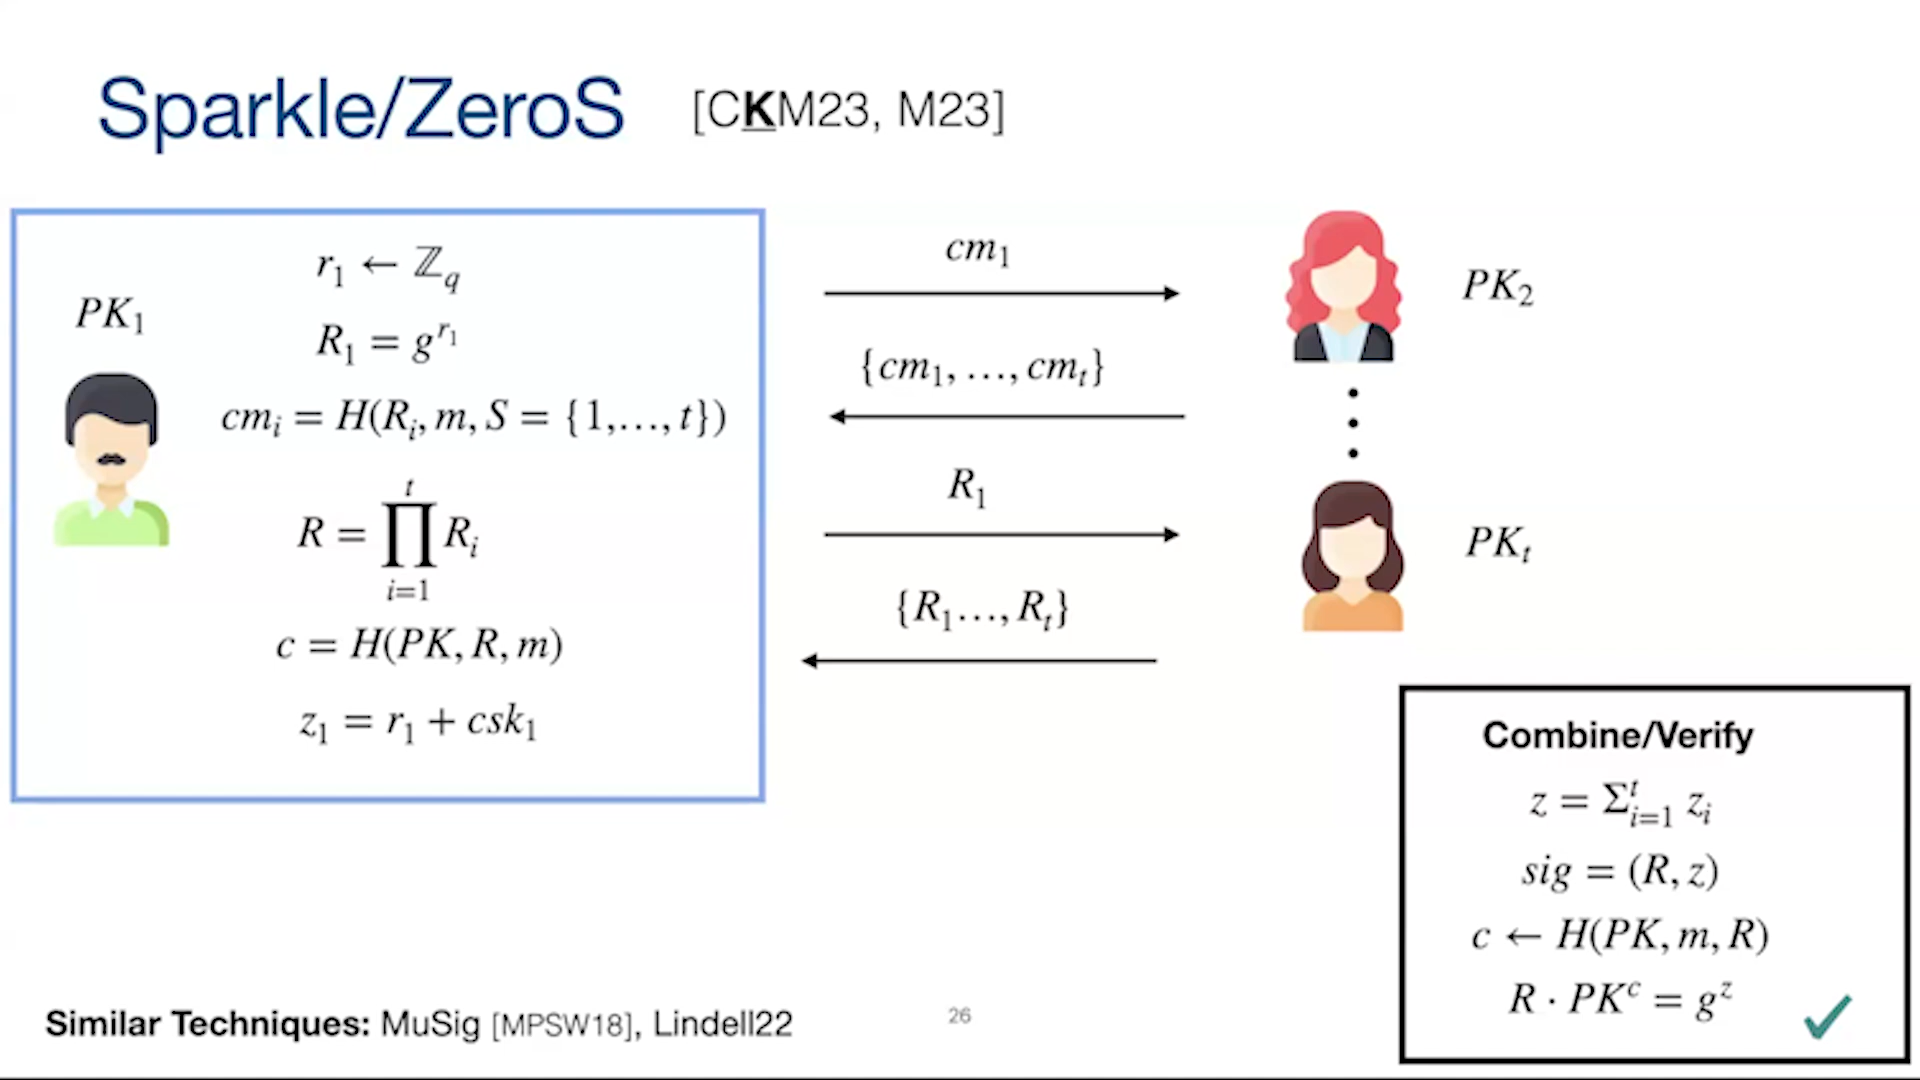 Sparkle/ZeroS [CKM23, M23]
PK₁
r₁ ← ℤ_q
R₁ = g^{r₁}
cm_i = H(R_i, m, S = {1,…, t})
R = ∏_{i=1}^{t} R_i
c = H(PK, R, m)
z₁ = r₁ + csk₁
cm₁
{cm₁, …, cm_t}
R₁
{R₁…, R_t}
PK₂
PK_t
Combine/Verify
z = Σ_{i=1}^{t} z_i
sig = (R, z)
c ← H(PK, m, R)
R · PK^c = g^z
Similar Techniques: MuSig [MPSW18], Lindell22
26